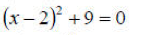 (x − 2)² + 9 = 0